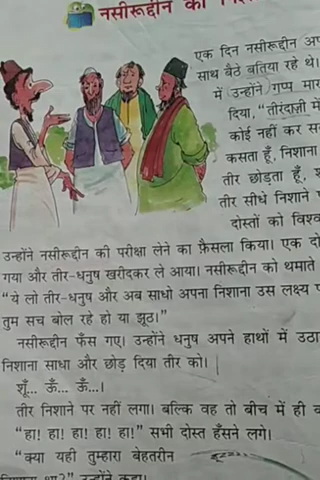 नसीरूद्दीन का
एक दिन नसीरूद्दीन
साथ बैठे बतिया रहे थे।
में उन्होंने गप्प
दिया, “तीरंदाज़ी में
कोई नहीं कर
कसता हूँ, निशाना
तीर छोड़ता हूँ,
तीर सीधे निशाने
दोस्तों को
उन्होंने नसीरूद्दीन की परीक्षा लेने का फ़ैसला किया। एक
गया और तीर-धनुष खरीदकर ले आया। नसीरूद्दीन को थमाते
“ये लो तीर-धनुष और अब साधो अपना निशाना उस लक्ष्य
तुम सच बोल रहे हो या झूठ।”
नसीरूद्दीन फँस गए। उन्होंने धनुष अपने हाथों में
निशाना साधा और छोड़ दिया तीर को।
शूँ... ऊँ... ऊँ...।
तीर निशाने पर नहीं लगा। बल्कि वह तो बीच में ही
“हा! हा! हा! हा! हा!” सभी दोस्त हँसने लगे।
“क्या यही तुम्हारा बेहतरीन
उन्होंने कहा।